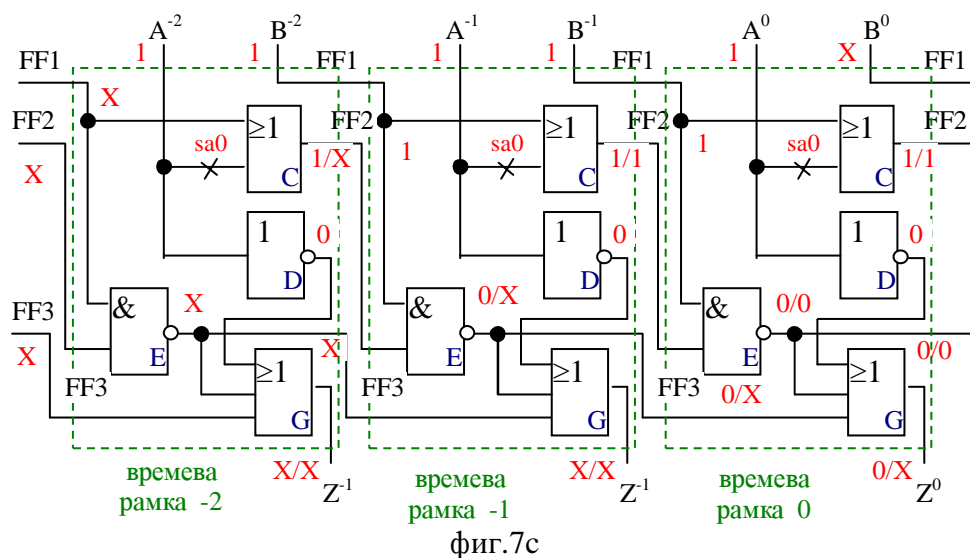 A-2 B-2 A-1 B-1 A0 B0
1 1 1 1 1 X
FF1 FF1 FF1
X
FF2 ≥1 FF2 ≥1 FF2 ≥1
X sa0 1/X 1 sa0 1/1 1 sa0 1/1
C C C
1 0 1 0 1 0
D D D
& X & 0/X & 0/0
FF3
X E X E E 0/0
FF3 ≥1 FF3 ≥1 FF3 0/X ≥1
G G G
X/X X/X 0/X
времева
рамка -2
Z-1
времева
рамка -1
Z-1
времева
рамка 0
Z0
фиг.7с